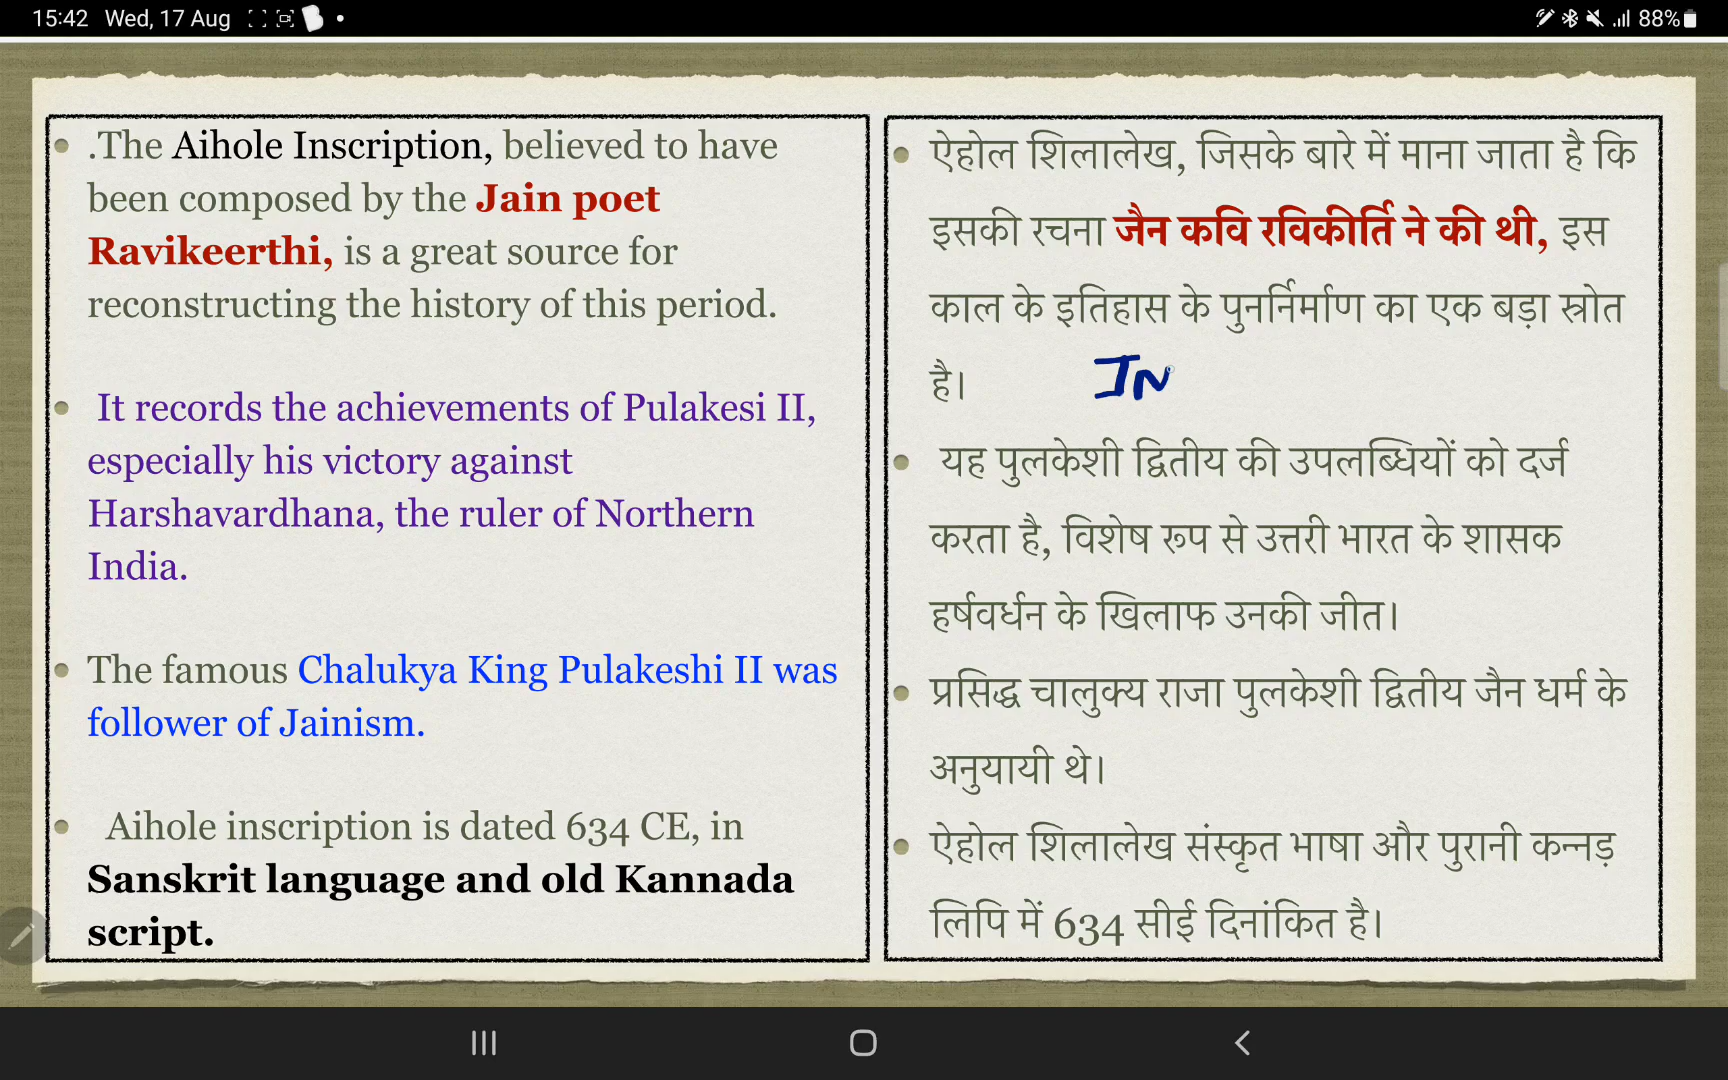 15:42 Wed, 17 Aug
88%
.The Aihole Inscription, believed to have
been composed by the Jain poet
Ravikeerthi, is a great source for
reconstructing the history of this period.
It records the achievements of Pulakesi II,
especially his victory against
Harshavardhana, the ruler of Northern
India.
The famous Chalukya King Pulakeshi II was
follower of Jainism.
Aihole inscription is dated 634 CE, in
Sanskrit language and old Kannada
script.
ऐहोल शिलालेख, जिसके बारे में माना जाता है कि
इसकी रचना जैन कवि रविकीर्ति ने की थी, इस
काल के इतिहास के पुनर्निर्माण का एक बड़ा स्रोत
है।
IN
यह पुलकेशी द्वितीय की उपलब्धियों को दर्ज
करता है, विशेष रूप से उत्तरी भारत के शासक
हर्षवर्धन के खिलाफ उनकी जीत।
प्रसिद्ध चालुक्य राजा पुलकेशी द्वितीय जैन धर्म के
अनुयायी थे।
ऐहोल शिलालेख संस्कृत भाषा और पुरानी कन्नड़
लिपि में 634 सीई दिनांकित है।